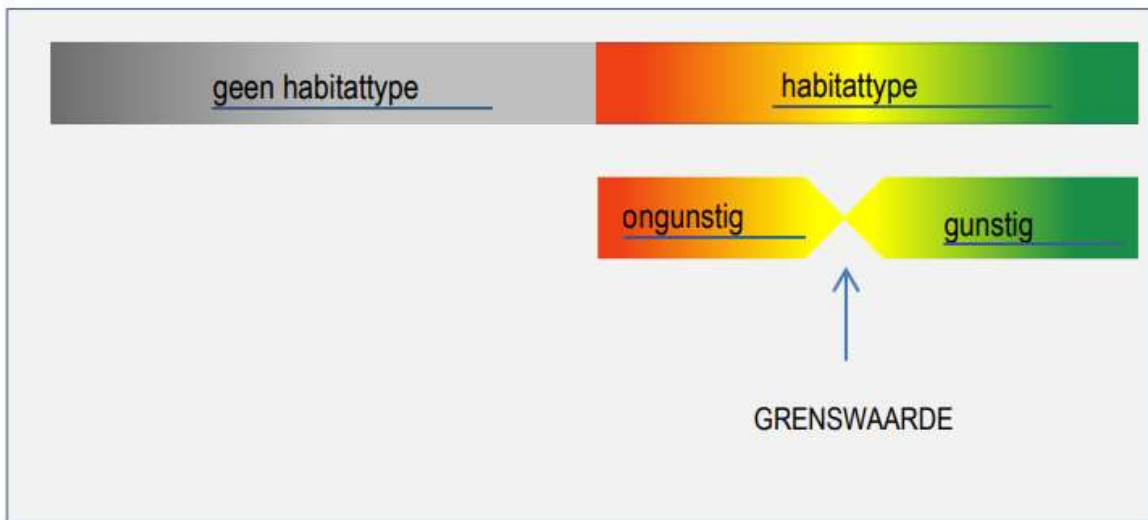 geen habitattype
habitattype
ongunstig
gunstig
GRENSWAARDE